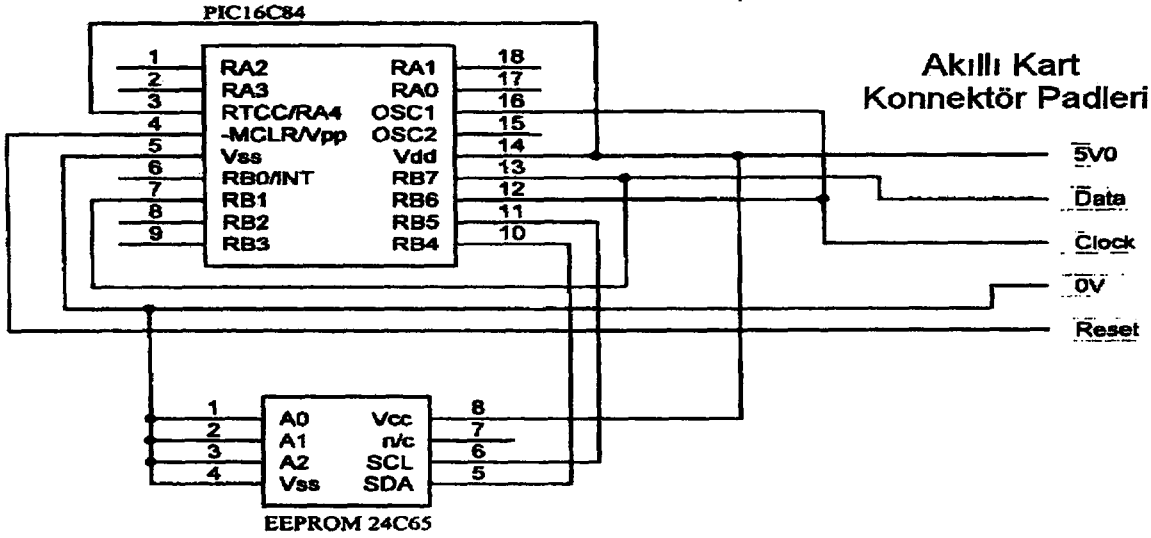 PIC16C84
1 RA2 RA1 18
2 RA3 RA0 17
3 RTCC/RA4 OSC1 16
4 -MCLR/Vpp OSC2 15
5 Vss Vdd 14
6 RB0/INT RB7 13
7 RB1 RB6 12
8 RB2 RB5 11
9 RB3 RB4 10
Akıllı Kart
Konnektör Padleri
5V0
Data
Clock
0V
Reset
1 A0 Vcc 8
2 A1 n/c 7
3 A2 SCL 6
4 Vss SDA 5
EEPROM 24C65